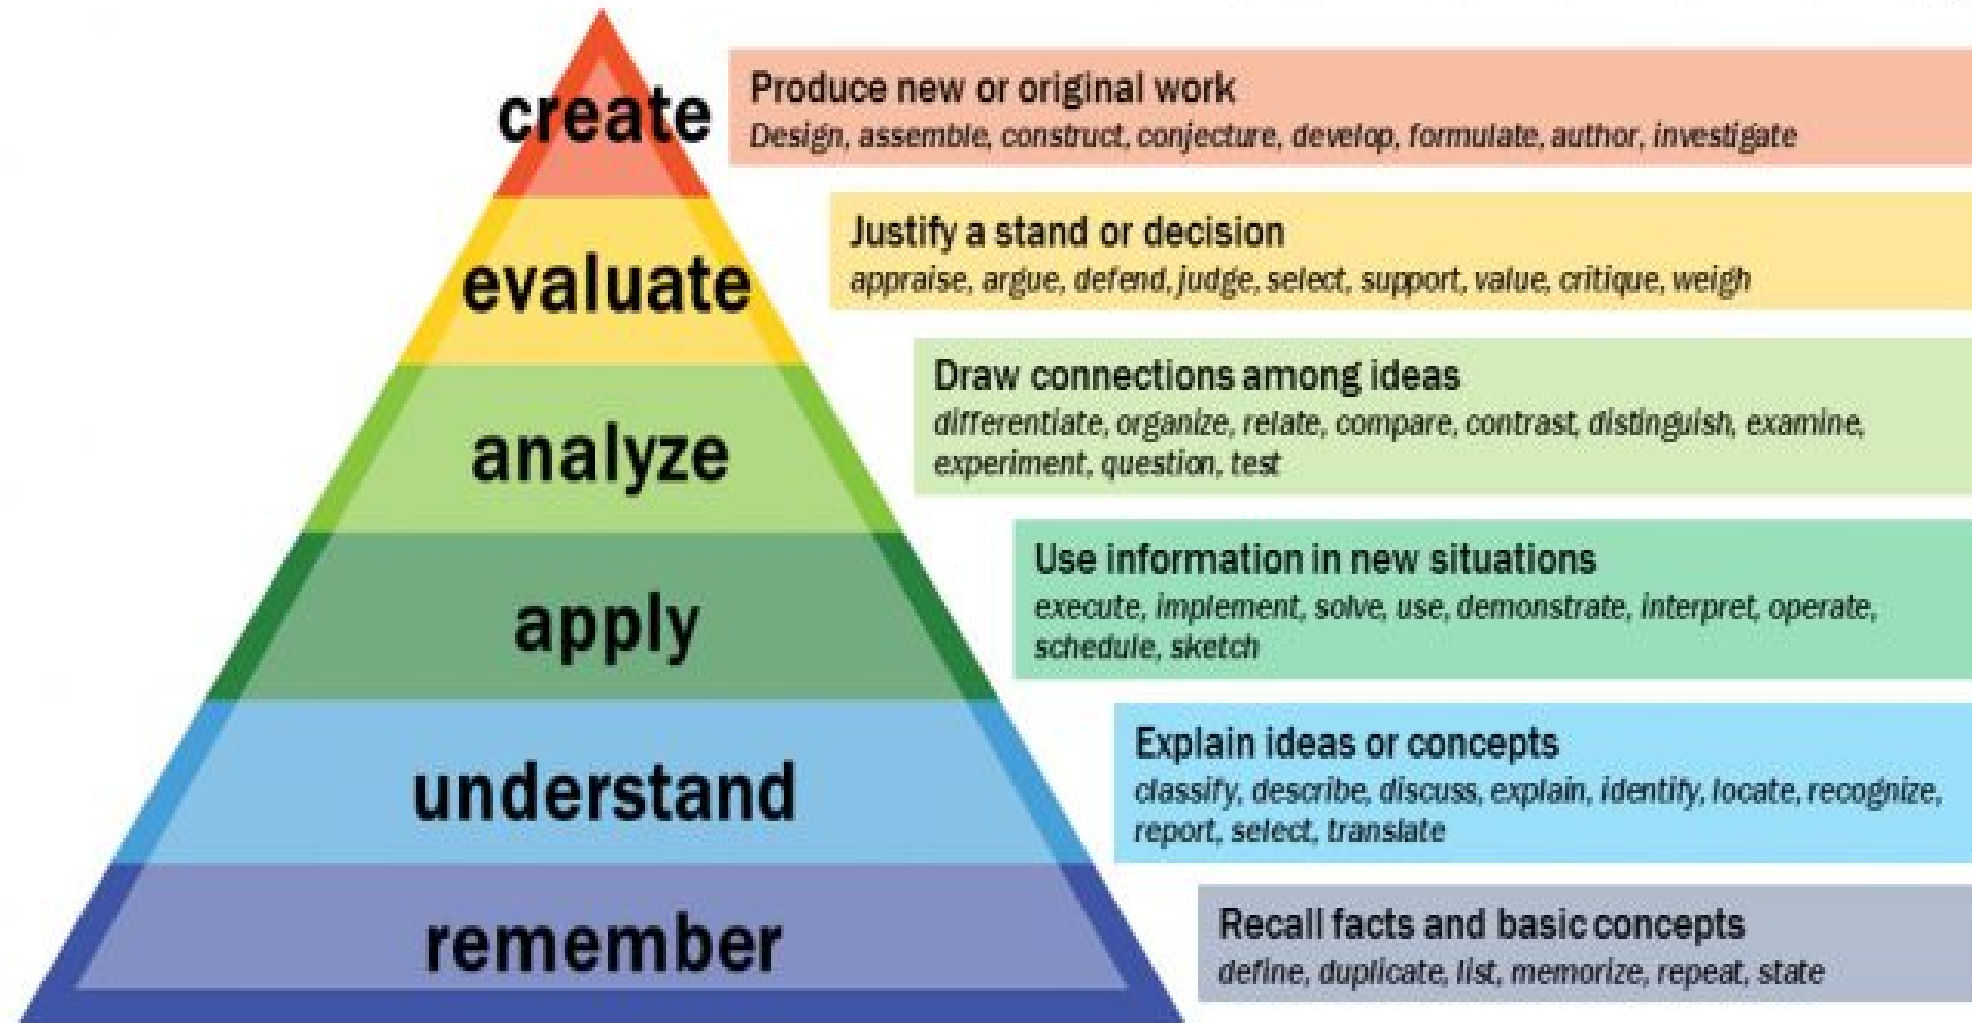 create
Produce new or original work
Design, assemble, construct, conjecture, develop, formulate, author, investigate
evaluate
Justify a stand or decision
appraise, argue, defend, judge, select, support, value, critique, weigh
analyze
Draw connections among ideas
differentiate, organize, relate, compare, contrast, distinguish, examine,
experiment, question, test
apply
Use information in new situations
execute, implement, solve, use, demonstrate, interpret, operate,
schedule, sketch
understand
Explain ideas or concepts
classify, describe, discuss, explain, identify, locate, recognize,
report, select, translate
remember
Recall facts and basic concepts
define, duplicate, list, memorize, repeat, state